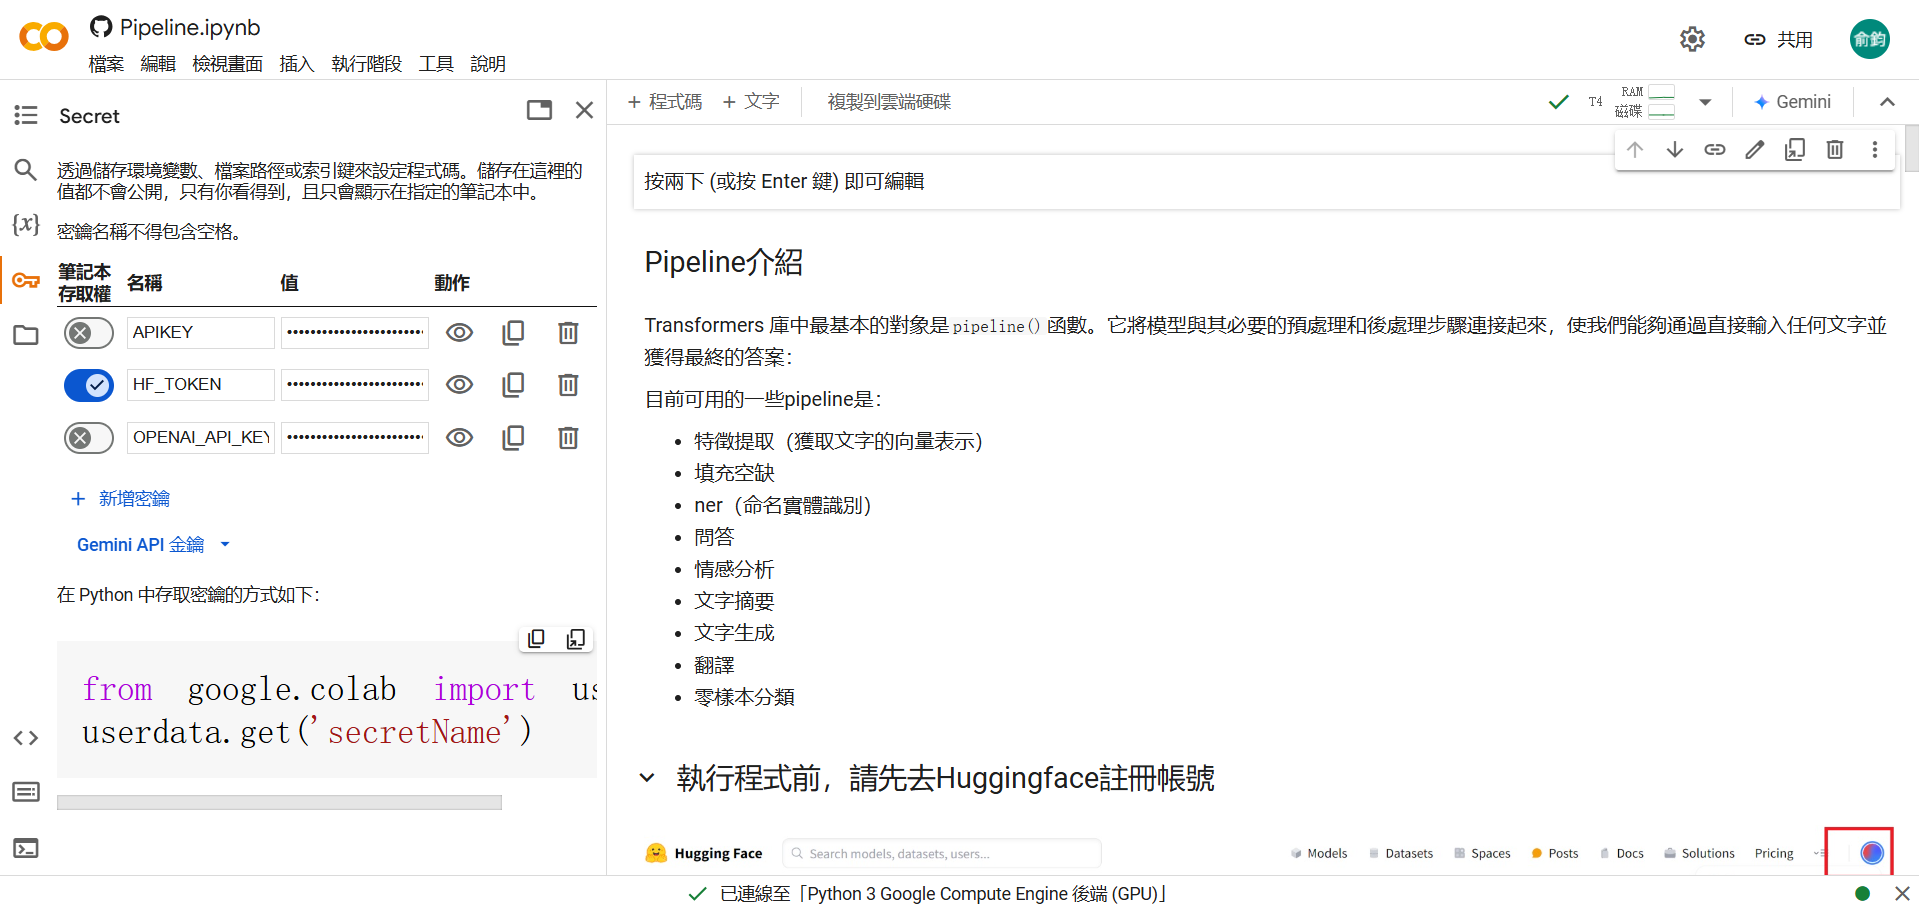 Pipeline.ipynb
檔案 編輯 檢視畫面 插入 執行階段 工具 說明
共用
俞鈞
Secret
透過儲存環境變數、檔案路徑或索引鍵來設定程式碼。儲存在這裡的
值都不會公開，只有你看得到，且只會顯示在指定的筆記本中。
密鑰名稱不得包含空格。
筆記本
存取權 名稱 值 動作
APIKEY ••••••••••••••••••••••••
HF_TOKEN ••••••••••••••••••••••••
OPENAI_API_KEY ••••••••••••••••••••••••
+ 新增密鑰
Gemini API 金鑰
在 Python 中存取密鑰的方式如下：
from google.colab import us
userdata.get('secretName')
+ 程式碼 + 文字 複製到雲端硬碟
T4 RAM
磁碟
Gemini
按兩下 (或按 Enter 鍵) 即可編輯
Pipeline介紹
Transformers 庫中最基本的對象是 pipeline() 函數。它將模型與其必要的預處理和後處理步驟連接起來，使我們能夠通過直接輸入任何文字並
獲得最終的答案：
目前可用的一些pipeline是：
• 特徵提取（獲取文字的向量表示）
• 填充空缺
• ner（命名實體識別）
• 問答
• 情感分析
• 文字摘要
• 文字生成
• 翻譯
• 零樣本分類
執行程式前，請先去Huggingface註冊帳號
Hugging Face Search models, datasets, users... Models Datasets Spaces Posts Docs Solutions Pricing
已連線至「Python 3 Google Compute Engine 後端 (GPU)」